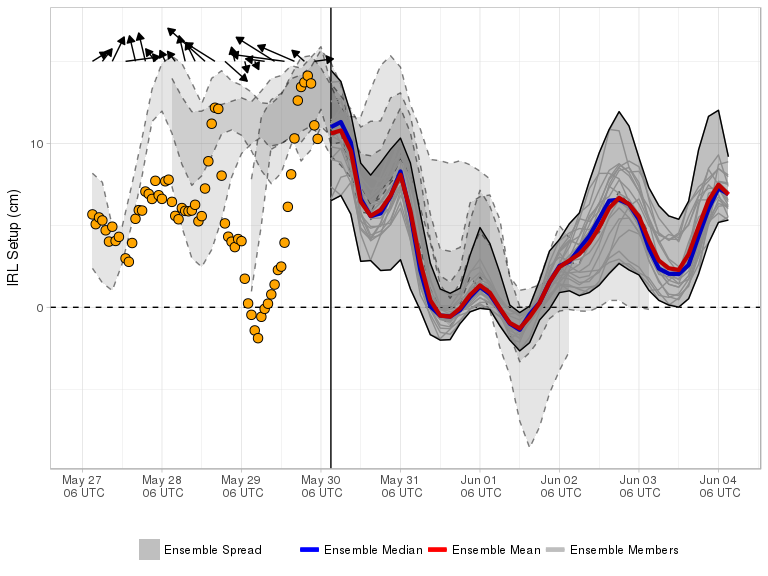 IRL Setup (cm)
10
0
May 27 May 28 May 29 May 30 May 31 Jun 01 Jun 02 Jun 03 Jun 04
06 UTC 06 UTC 06 UTC 06 UTC 06 UTC 06 UTC 06 UTC 06 UTC 06 UTC
Ensemble Spread Ensemble Median Ensemble Mean Ensemble Members